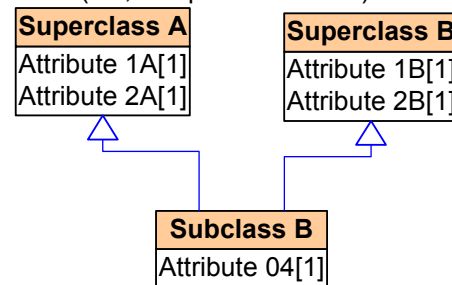 Superclass A
Attribute 1A[1]
Attribute 2A[1]
Superclass B
Attribute 1B[1]
Attribute 2B[1]
Subclass B
Attribute 04[1]